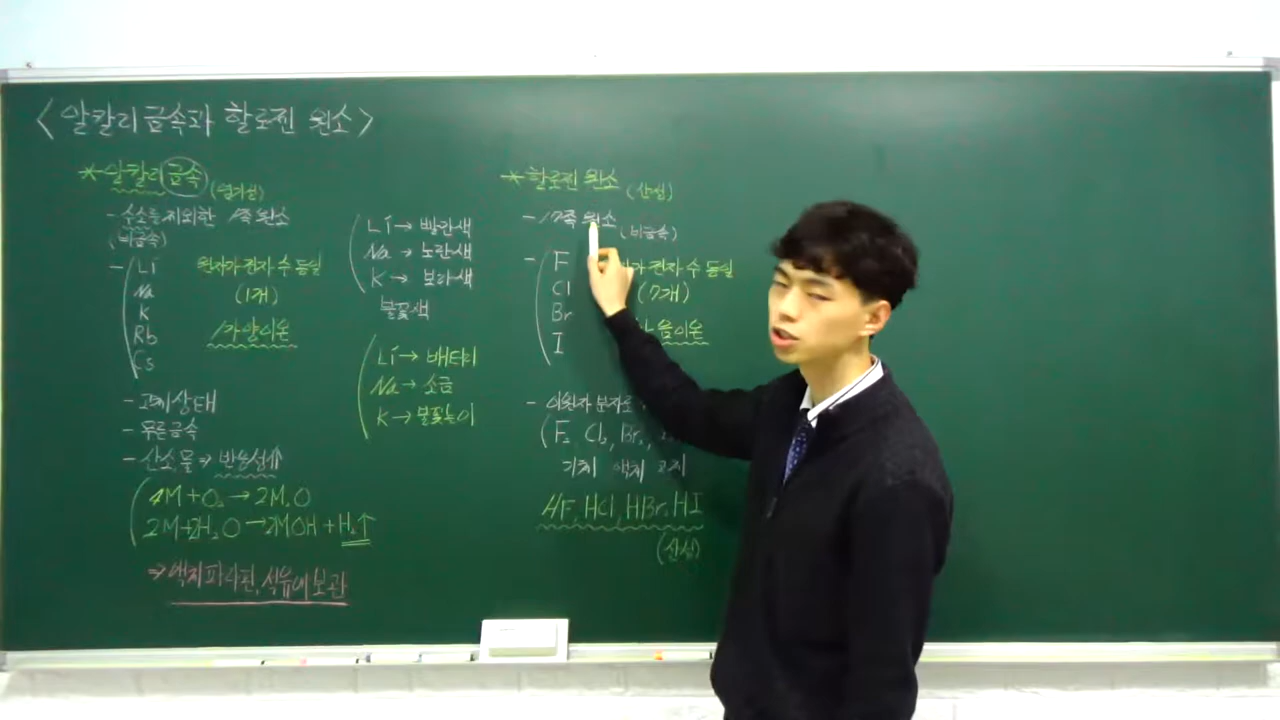 <알칼리 금속과 할로젠 원소>
*알칼리 금속 (염기성)
- 수소를 제외한 1족 원소
(비금속)
- Li
Na
K
Rb
Cs
원자가 전자 수 동일
(1개)
1가 양이온
- 고체 상태
- 무른 금속
- 산소, 물 ⇒ 반응성↑
4M + O₂ → 2M₂O
2M + 2H₂O → 2MOH + H₂↑
⇒ 액체 파라핀, 석유에 보관
Li → 빨간색
Na → 노란색
K → 보라색
불꽃색
Li → 배터리
Na → 소금
K → 불꽃놀이
*할로젠 원소 (산성)
- 17족 원소 (비금속)
- F
Cl
Br
I
가 전자 수 동일
(7개)
음이온
- 이원자 분자로
(F₂, Cl₂, Br₂,
기체 액체 고체
HF, HCl, HBr, HI
(산성)